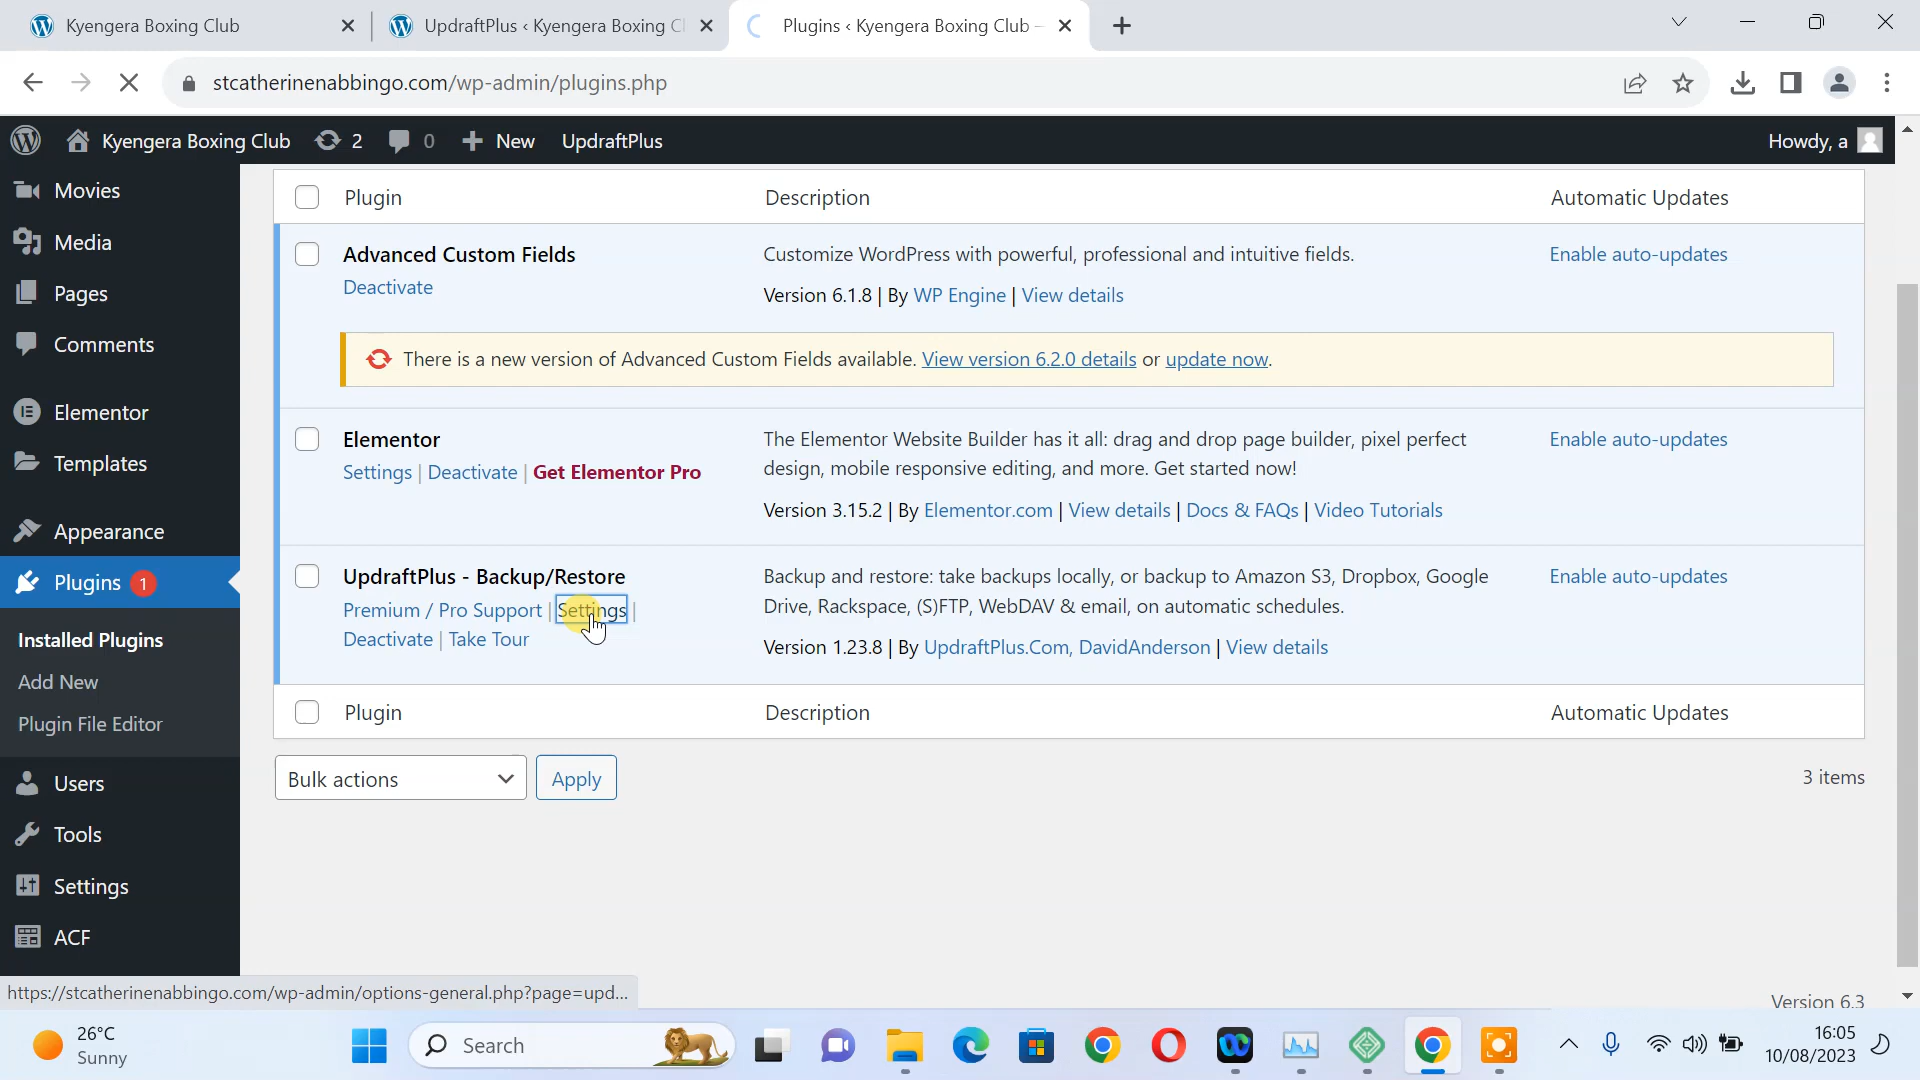 Kyengera Boxing Club
UpdraftPlus ‹ Kyengera Boxing Cl
Plugins ‹ Kyengera Boxing Club –
stcatherinenabbingo.com/wp-admin/plugins.php
Kyengera Boxing Club 2 0 + New UpdraftPlus Howdy, a
Movies
Media
Pages
Comments
Elementor
Templates
Appearance
Plugins 1
Installed Plugins
Add New
Plugin File Editor
Users
Tools
Settings
ACF
Plugin Description Automatic Updates
Advanced Custom Fields Customize WordPress with powerful, professional and intuitive fields. Enable auto-updates
Deactivate Version 6.1.8 | By WP Engine | View details
There is a new version of Advanced Custom Fields available. View version 6.2.0 details or update now.
Elementor The Elementor Website Builder has it all: drag and drop page builder, pixel perfect Enable auto-updates
Settings | Deactivate | Get Elementor Pro design, mobile responsive editing, and more. Get started now!
Version 3.15.2 | By Elementor.com | View details | Docs & FAQs | Video Tutorials
UpdraftPlus - Backup/Restore Backup and restore: take backups locally, or backup to Amazon S3, Dropbox, Google Enable auto-updates
Premium / Pro Support | Settings | Drive, Rackspace, (S)FTP, WebDAV & email, on automatic schedules.
Deactivate | Take Tour Version 1.23.8 | By UpdraftPlus.Com, DavidAnderson | View details
Plugin Description Automatic Updates
Bulk actions Apply 3 items
Version 6.3
https://stcatherinenabbingo.com/wp-admin/options-general.php?page=upd...
26°C
Sunny
Search
16:05
10/08/2023